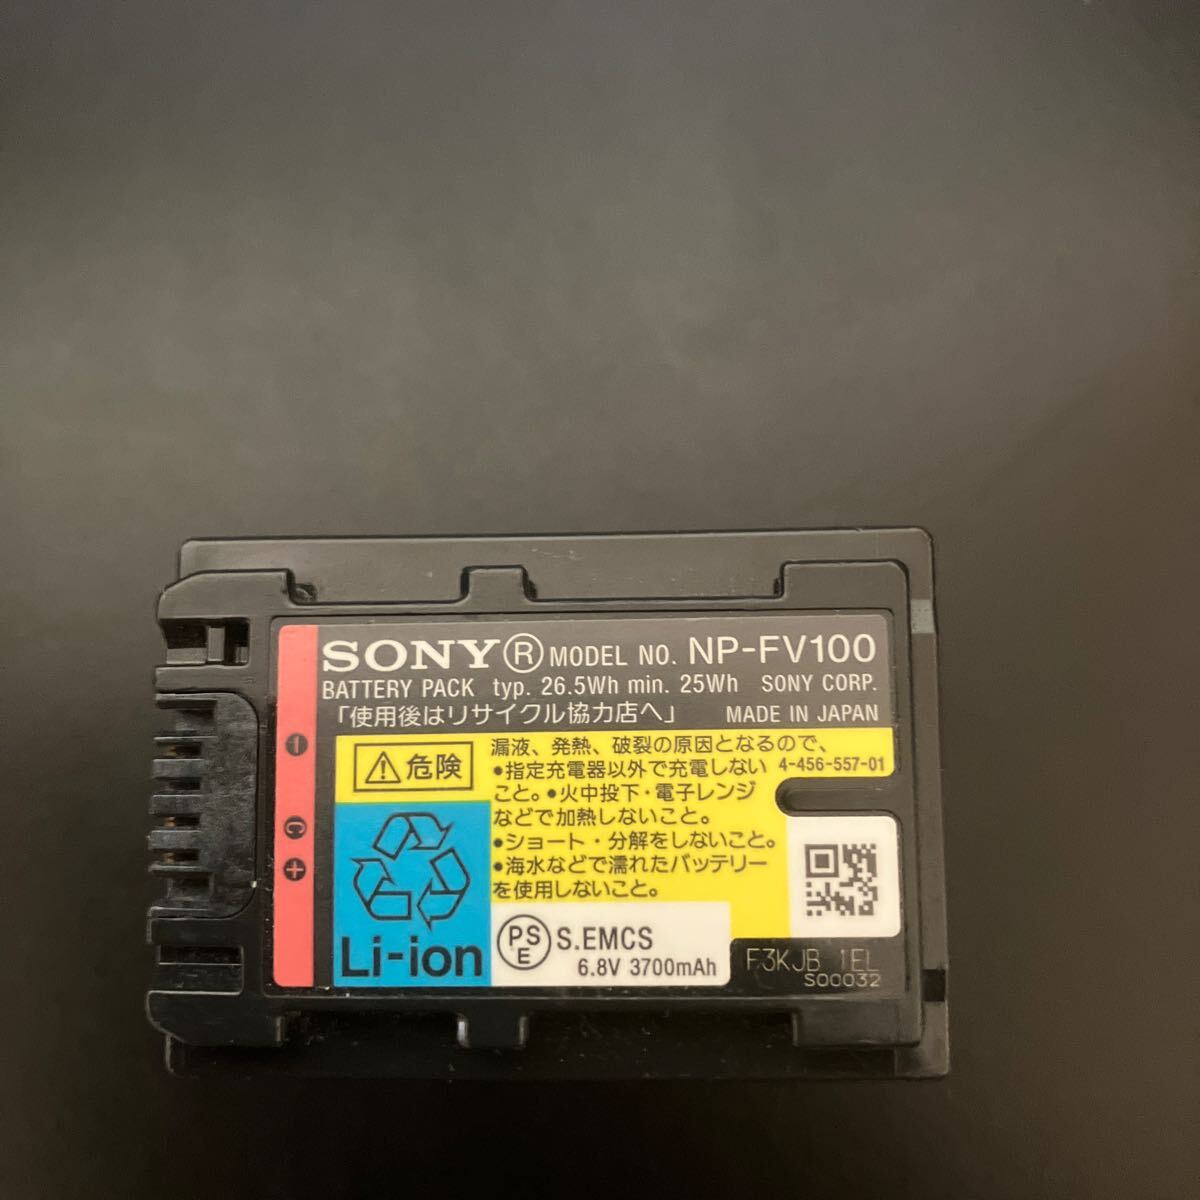 SONY Ⓡ MODEL NO. NP-FV100
BATTERY PACK typ. 26.5Wh min. 25Wh SONY CORP.
「使用後はリサイクル協力店へ」 MADE IN JAPAN
⚠危険
漏液、発熱、破裂の原因となるので、
•指定充電器以外で充電しない 4-456-557-01
こと。•火中投下・電子レンジ
などで加熱しないこと。
•ショート・分解をしないこと。
•海水などで濡れたバッテリー
を使用しないこと。
− C +
Li-ion
PSE S.EMCS
6.8V 3700mAh
F3KJB 1EL
S00032